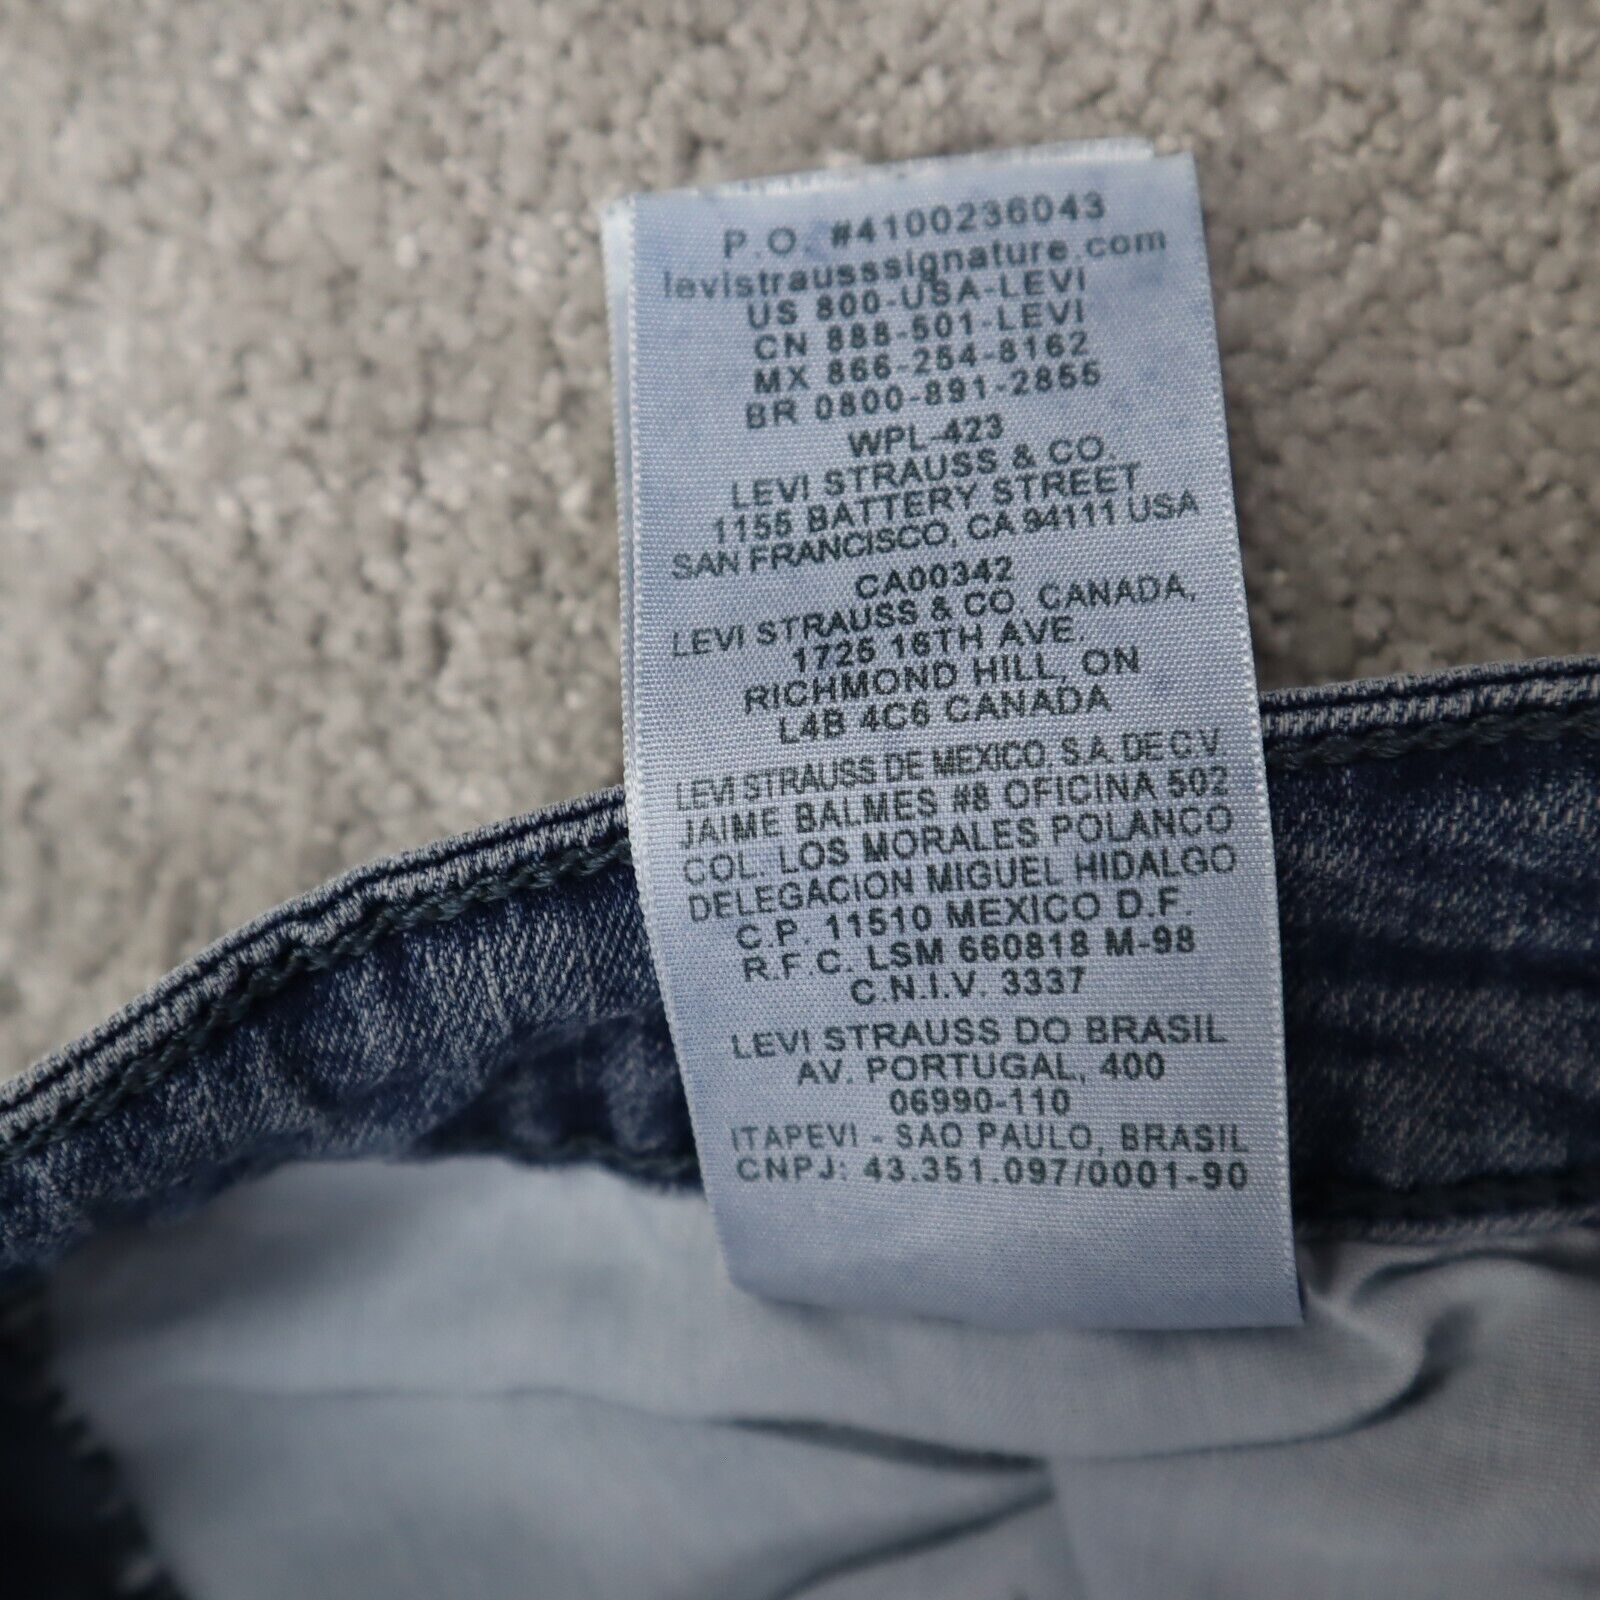 P.O. #4100236043
levistrausssignature.com
US 800-USA-LEVI
CN 888-501-LEVI
MX 866-254-8162
BR 0800-891-2855
WPL-423
LEVI STRAUSS & CO.
1155 BATTERY STREET
SAN FRANCISCO, CA 94111 USA
CA00342
LEVI STRAUSS & CO. CANADA,
1725 16TH AVE.
RICHMOND HILL, ON
L4B 4C6 CANADA
LEVI STRAUSS DE MEXICO, S.A. DE C.V.
JAIME BALMES #8 OFICINA 502
COL. LOS MORALES POLANCO
DELEGACION MIGUEL HIDALGO
C.P. 11510 MEXICO D.F.
R.F.C. LSM 660818 M-98
C.N.I.V. 3337
LEVI STRAUSS DO BRASIL
AV. PORTUGAL, 400
06990-110
ITAPEVI - SAO PAULO, BRASIL
CNPJ: 43.351.097/0001-90